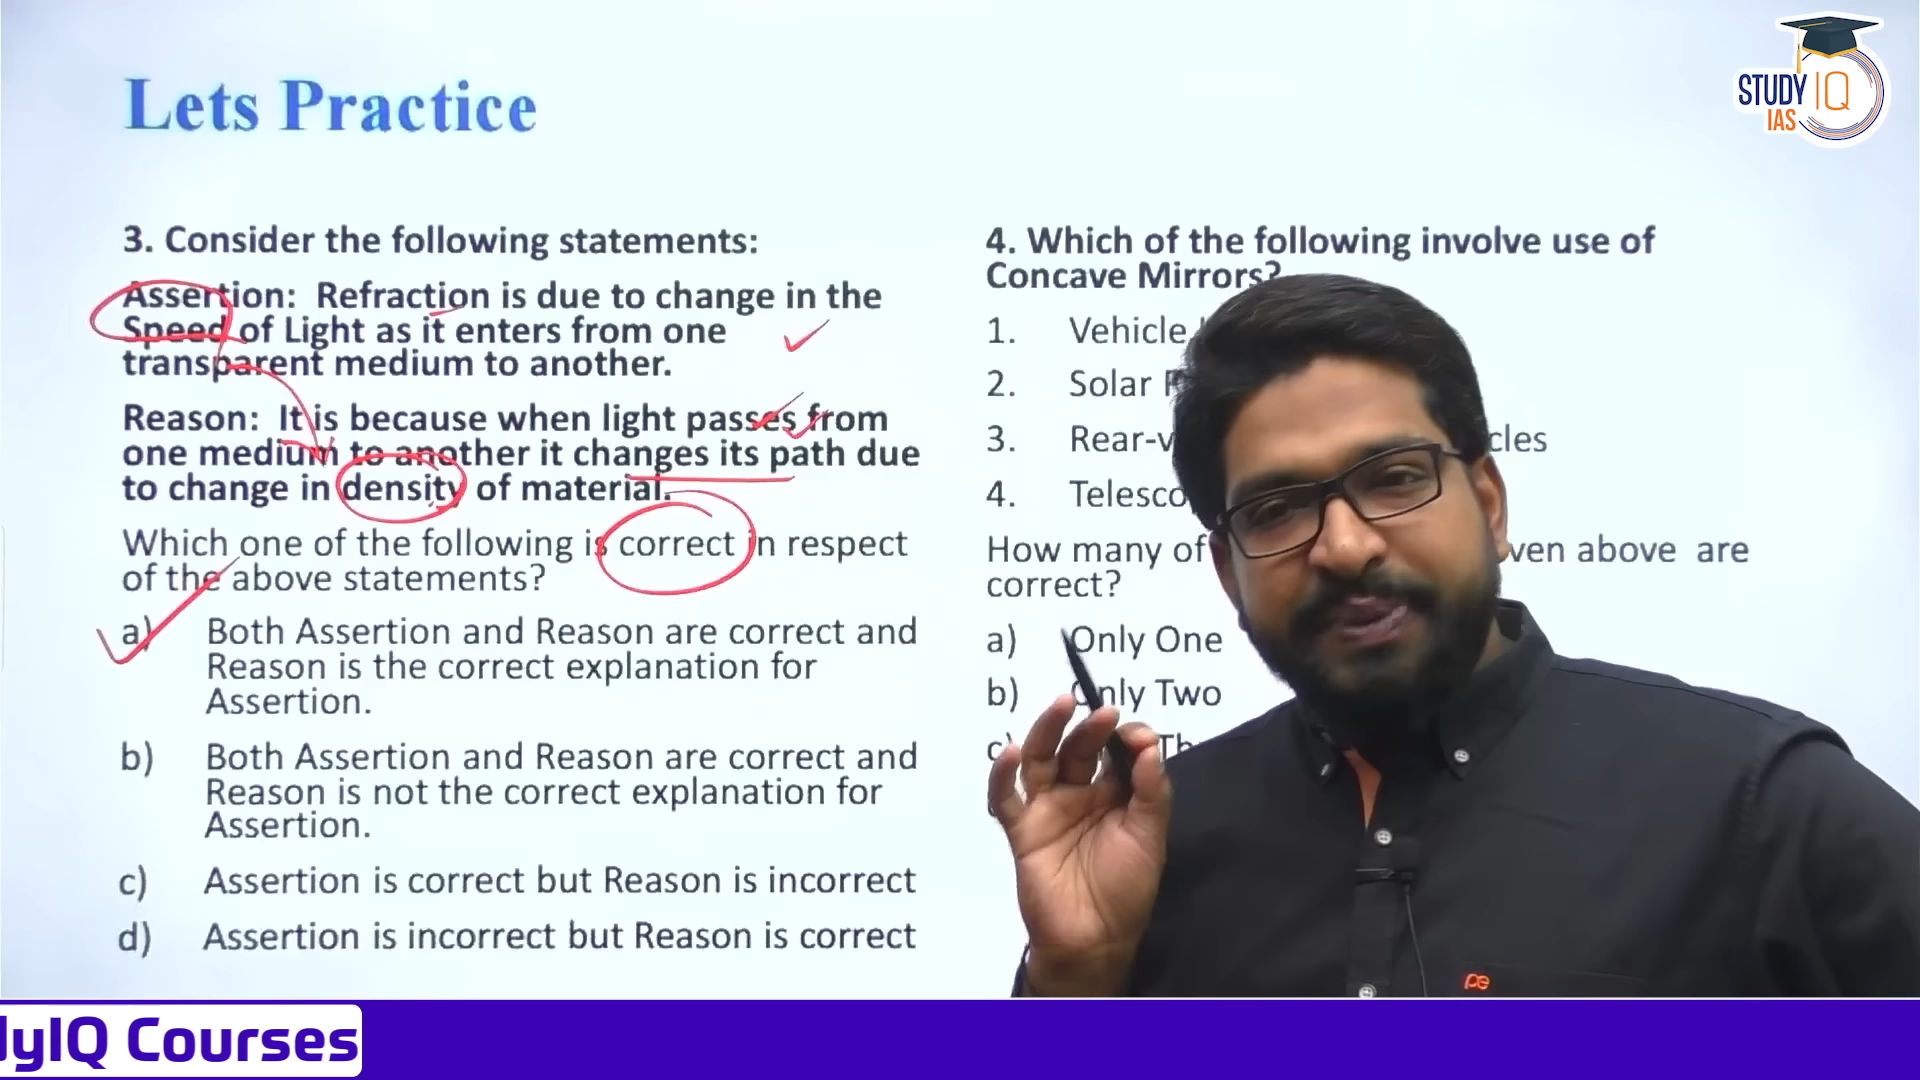 Lets Practice
STUDY IQ
IAS
3. Consider the following statements:
Assertion: Refraction is due to change in the
Speed of Light as it enters from one
transparent medium to another.
Reason: It is because when light passes from
one medium to another it changes its path due
to change in density of material.
Which one of the following is correct in respect
of the above statements?
a) Both Assertion and Reason are correct and
Reason is the correct explanation for
Assertion.
b) Both Assertion and Reason are correct and
Reason is not the correct explanation for
Assertion.
c) Assertion is correct but Reason is incorrect
d) Assertion is incorrect but Reason is correct
4. Which of the following involve use of
Concave Mirrors?
1. Vehicle
2. Solar
3.
4.
How many of are
correct?
a) Only One
b) Only Two
c)
pe
Courses